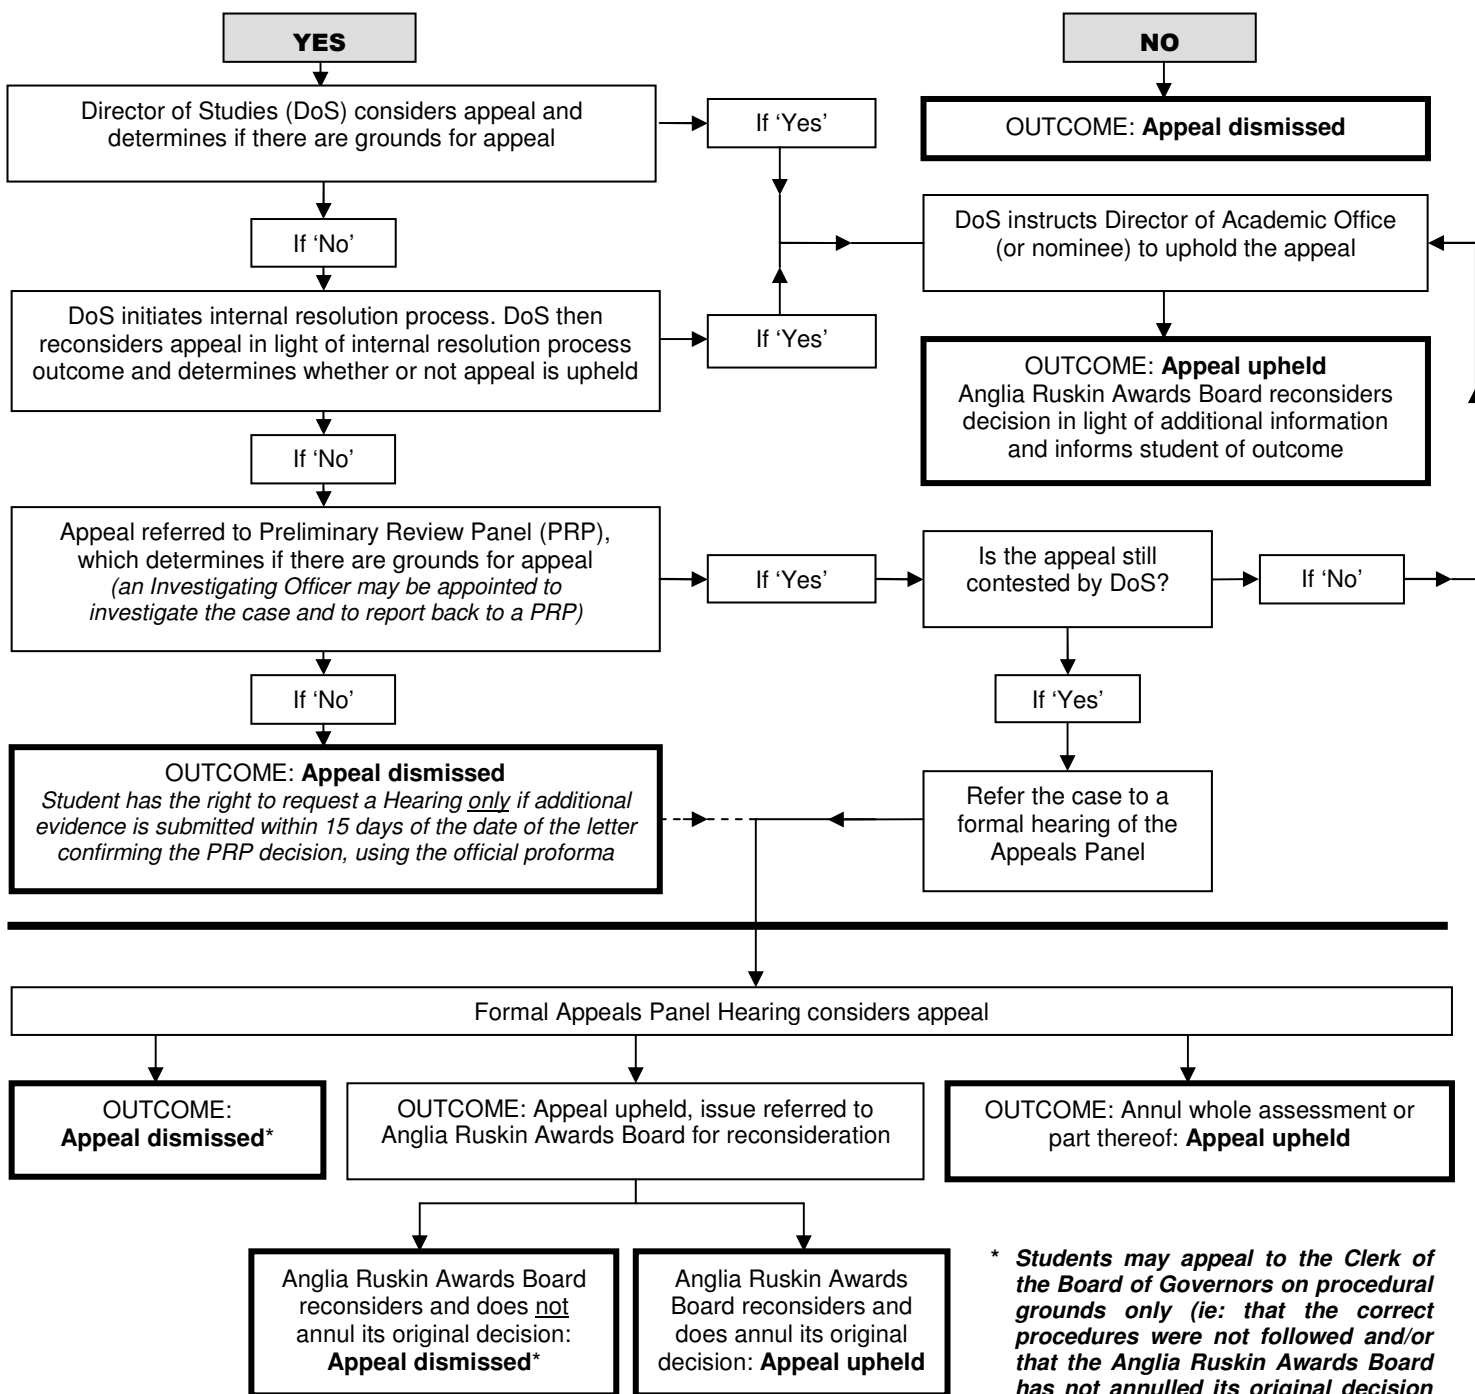 YES
NO
Director of Studies (DoS) considers appeal and
determines if there are grounds for appeal
If ‘Yes’
OUTCOME: Appeal dismissed
If ‘No’
DoS instructs Director of Academic Office
(or nominee) to uphold the appeal
DoS initiates internal resolution process. DoS then
reconsiders appeal in light of internal resolution process
outcome and determines whether or not appeal is upheld
If ‘Yes’
OUTCOME: Appeal upheld
Anglia Ruskin Awards Board reconsiders
decision in light of additional information
and informs student of outcome
If ‘No’
Appeal referred to Preliminary Review Panel (PRP),
which determines if there are grounds for appeal
(an Investigating Officer may be appointed to
investigate the case and to report back to a PRP)
If ‘Yes’
Is the appeal still
contested by DoS?
If ‘No’
If ‘No’
If ‘Yes’
OUTCOME: Appeal dismissed
Student has the right to request a Hearing only if additional
evidence is submitted within 15 days of the date of the letter
confirming the PRP decision, using the official proforma
Refer the case to a
formal hearing of the
Appeals Panel
Formal Appeals Panel Hearing considers appeal
OUTCOME:
Appeal dismissed*
OUTCOME: Appeal upheld, issue referred to
Anglia Ruskin Awards Board for reconsideration
OUTCOME: Annul whole assessment or
part thereof: Appeal upheld
Anglia Ruskin Awards Board
reconsiders and does not
annul its original decision:
Appeal dismissed*
Anglia Ruskin Awards
Board reconsiders and
does annul its original
decision: Appeal upheld
* Students may appeal to the Clerk of
the Board of Governors on procedural
grounds only (ie: that the correct
procedures were not followed and/or
that the Anglia Ruskin Awards Board
has not annulled its original decision